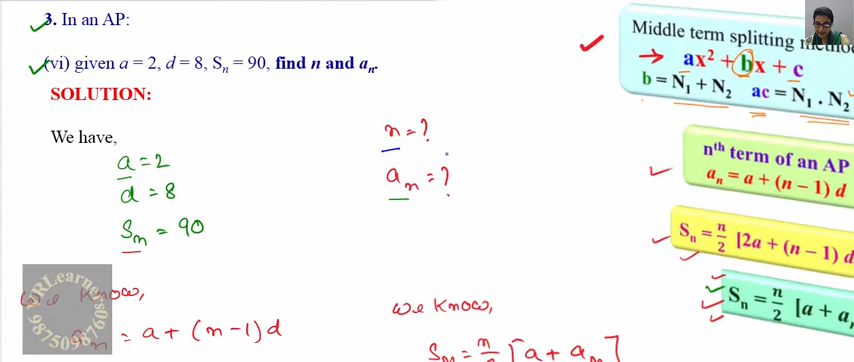 3. In an AP:
(vi) given a = 2, d = 8, Sn = 90, find n and an.
SOLUTION:
We have,
a = 2
d = 8
Sn = 90
n = ?
an = ?
We Know,
= a + (n - 1) d
We Know,
Sn = n/2 [a + an]
Middle term splitting
→ ax² + bx + c
b = N₁ + N₂ ac = N₁ . N₂
nth term of an AP
an = a + (n – 1) d
Sn = n/2 [2a + (n – 1) d
Sn = n/2 [a + a
LRLearn
9875098760